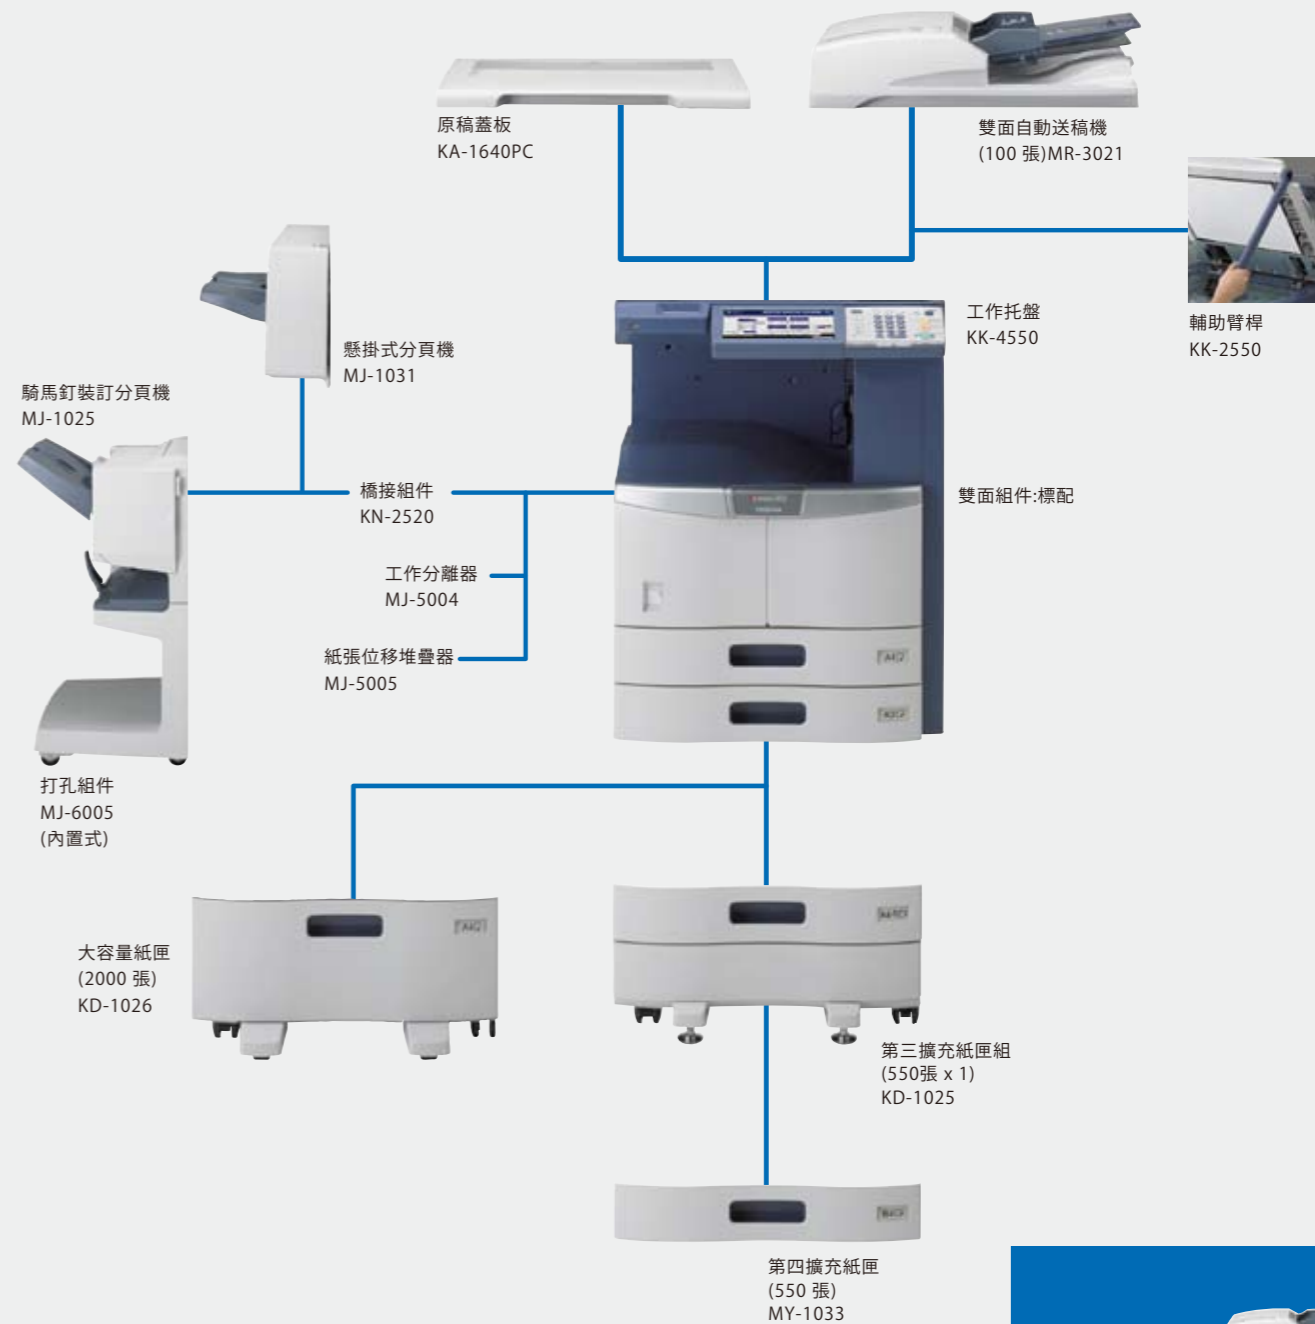 原稿蓋板
KA-1640PC
雙面自動送稿機
(100 張)MR-3021
輔助臂桿
KK-2550
工作托盤
KK-4550
懸掛式分頁機
MJ-1031
騎馬釘裝訂分頁機
MJ-1025
橋接組件
KN-2520
雙面組件:標配
工作分離器
MJ-5004
紙張位移堆疊器
MJ-5005
打孔組件
MJ-6005
(內置式)
大容量紙匣
(2000 張)
KD-1026
第三擴充紙匣組
(550張 x 1)
KD-1025
第四擴充紙匣
(550 張)
MY-1033